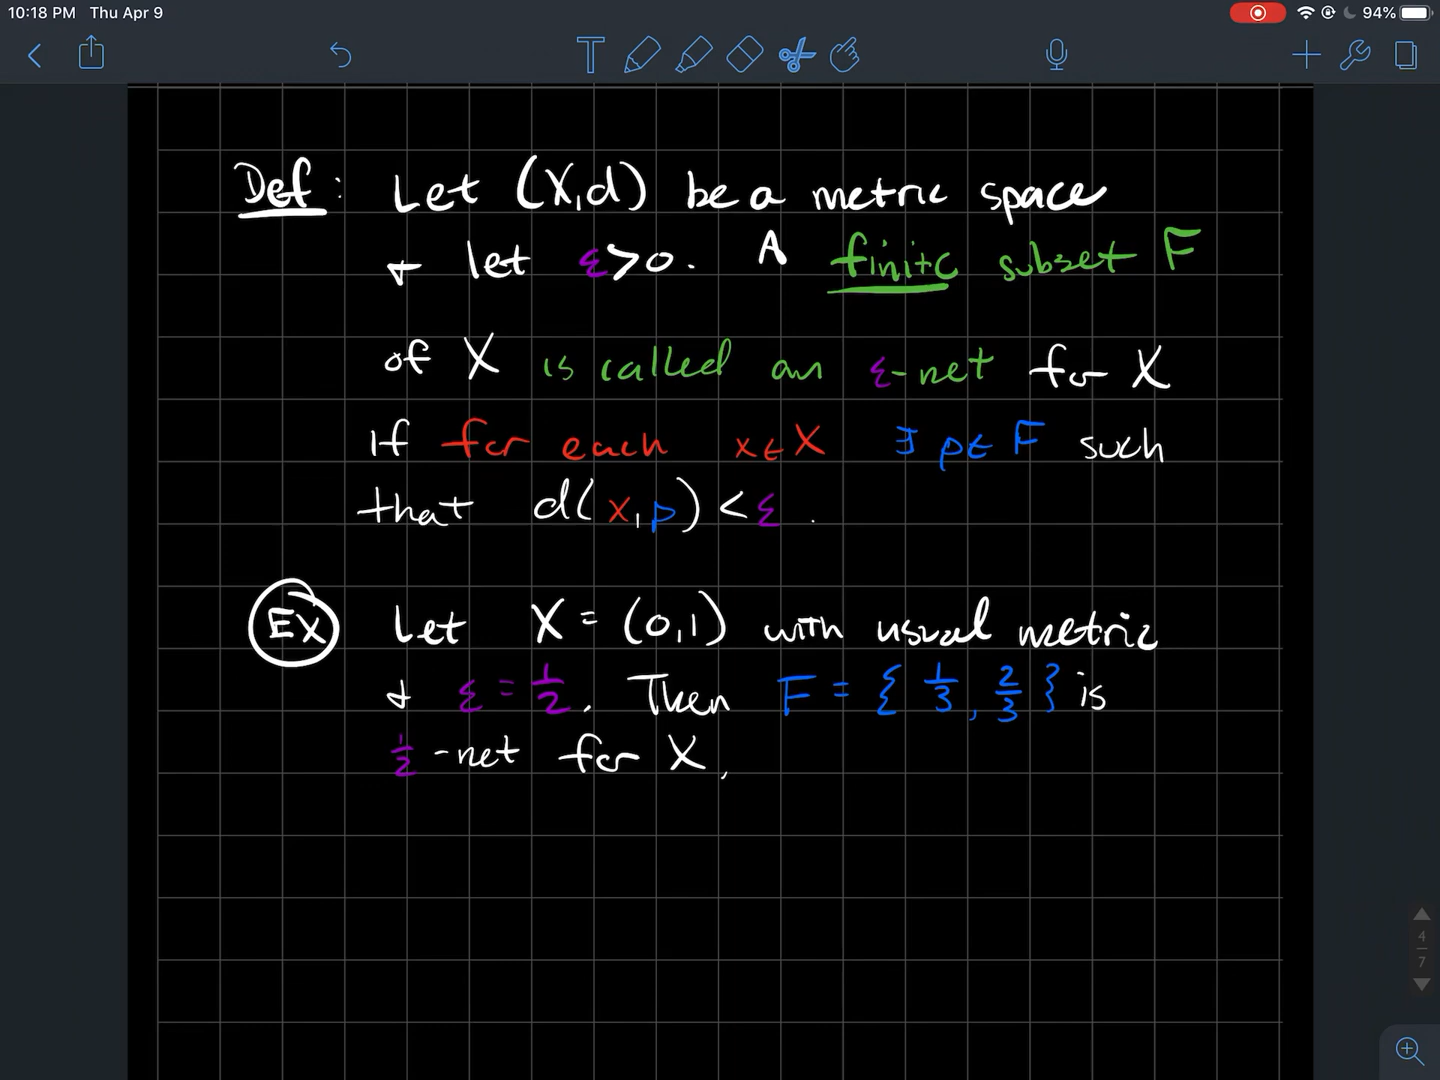 10:18 PM Thu Apr 9
94%
T
Def: Let (X,d) be a metric space
& let ε>0. A finite subset F
of X is called an ε-net for X
if for each x∈X ∃ p∈F such
that d(x,p)<ε.
EX Let X = (0,1) with usual metric
& ε = 1/2. Then F = { 1/3, 2/3 } is
1/2-net for X.
4
7